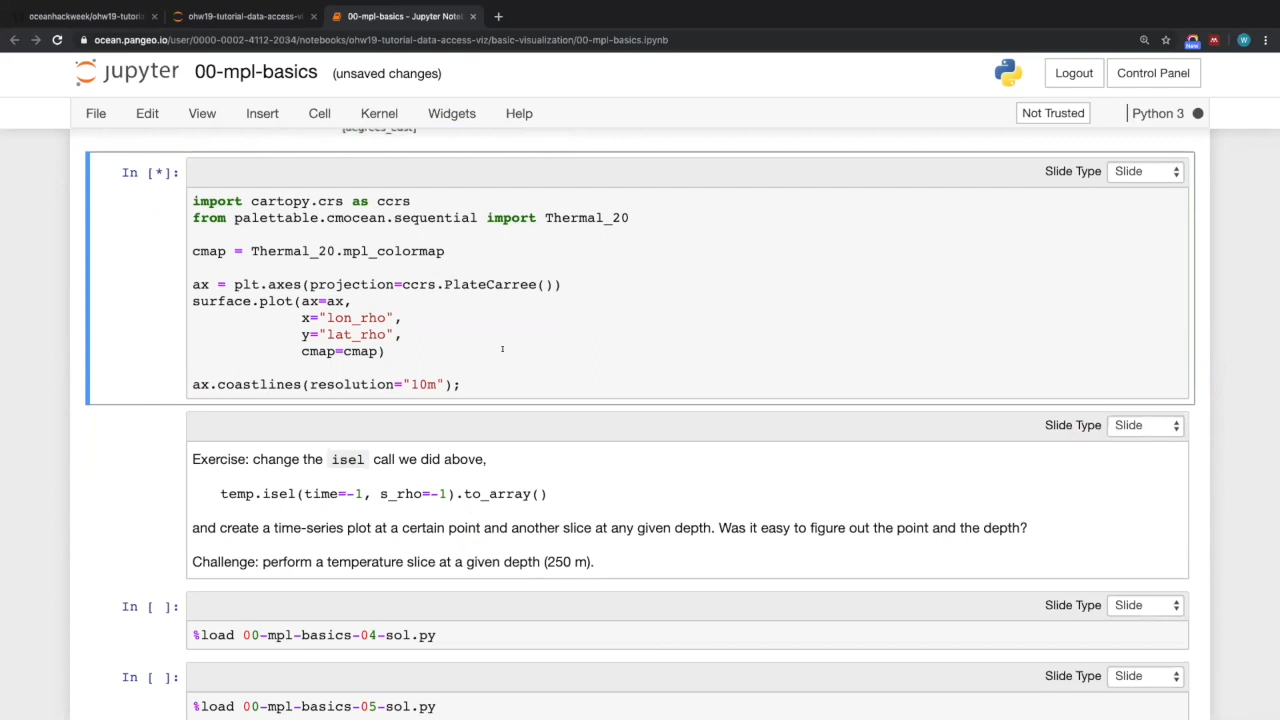 oceanhackweek/ohw19-tutoria
ohw19-tutorial-data-access-vi
00-mpl-basics - Jupyter Note
ocean.pangeo.io/user/0000-0002-4112-2034/notebooks/ohw19-tutorial-data-access-viz/basic-visualization/00-mpl-basics.ipynb
New
W
jupyter 00-mpl-basics (unsaved changes)
Logout
Control Panel
File Edit View Insert Cell Kernel Widgets Help
Not Trusted
Python 3
[degrees_east]
In [*]:
Slide Type Slide
import cartopy.crs as ccrs
from palettable.cmocean.sequential import Thermal_20
cmap = Thermal_20.mpl_colormap
ax = plt.axes(projection=ccrs.PlateCarree())
surface.plot(ax=ax,
x="lon_rho",
y="lat_rho",
cmap=cmap)
ax.coastlines(resolution="10m");
Slide Type Slide
Exercise: change the isel call we did above,
temp.isel(time=-1, s_rho=-1).to_array()
and create a time-series plot at a certain point and another slice at any given depth. Was it easy to figure out the point and the depth?
Challenge: perform a temperature slice at a given depth (250 m).
In [ ]:
Slide Type Slide
%load 00-mpl-basics-04-sol.py
In [ ]:
Slide Type Slide
%load 00-mpl-basics-05-sol.py